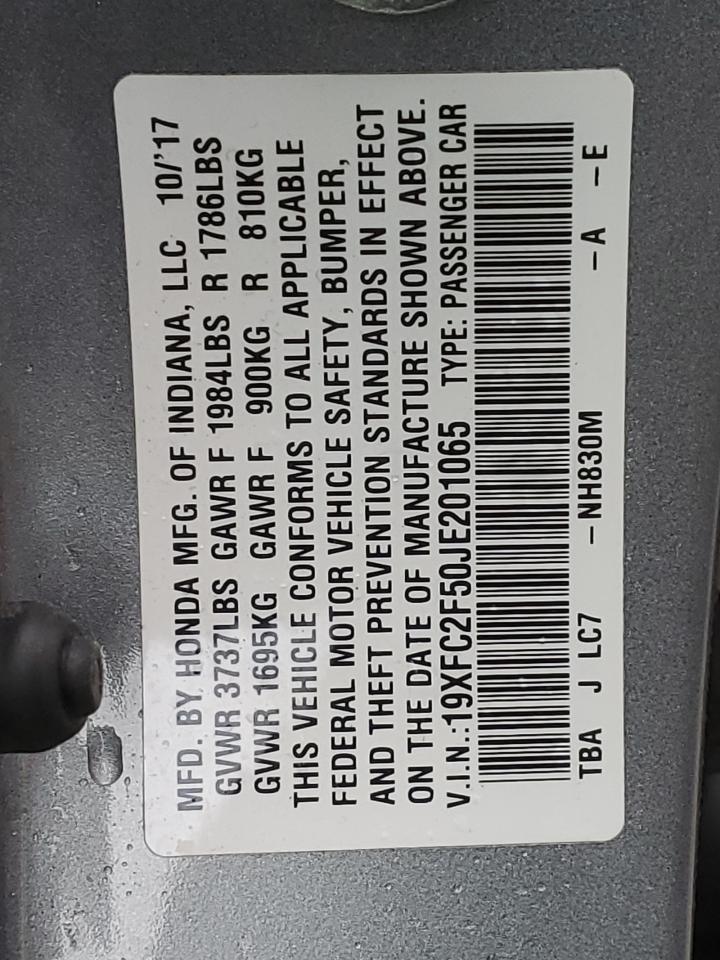 MFD. BY HONDA MFG. OF INDIANA, LLC 10/'17
GVWR 3737LBS GAWR F 1984LBS R 1786LBS
GVWR 1695KG GAWR F 900KG R 810KG
THIS VEHICLE CONFORMS TO ALL APPLICABLE
FEDERAL MOTOR VEHICLE SAFETY, BUMPER,
AND THEFT PREVENTION STANDARDS IN EFFECT
ON THE DATE OF MANUFACTURE SHOWN ABOVE.
V.I.N.:19XFC2F50JE201065 TYPE: PASSENGER CAR
TBA J LC7 –NH830M –A –E